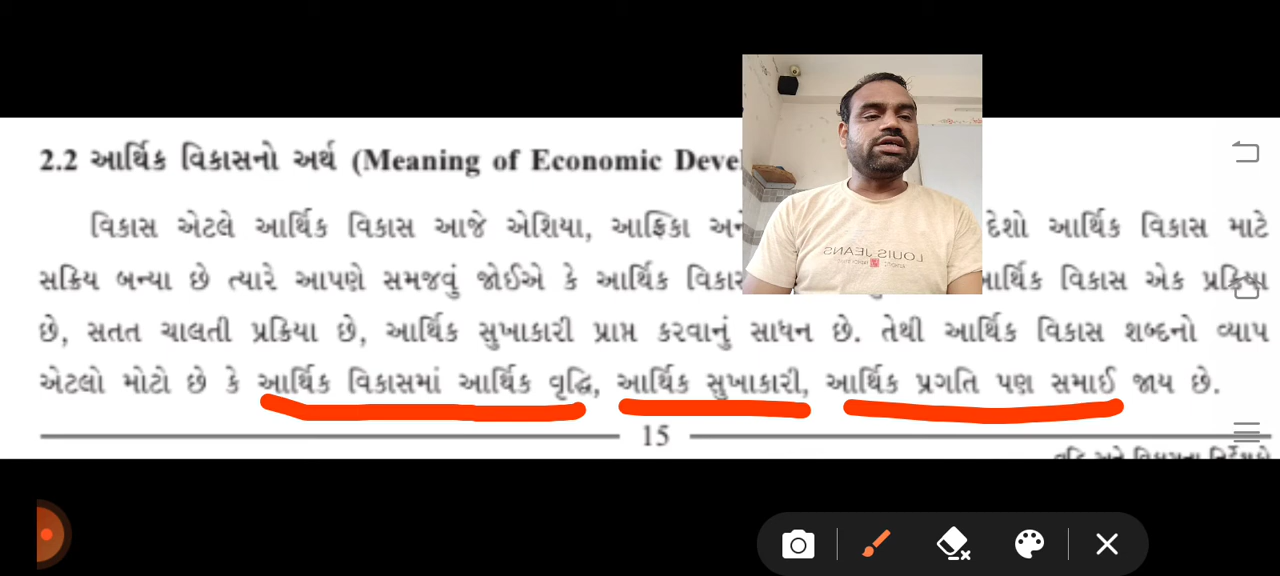 2.2 આર્થિક વિકાસનો અર્થ (Meaning of Economic
વિકાસ એટલે આર્થિક વિકાસ આજે એશિયા, આફ્રિકા અને દેશો આર્થિક વિકાસ માટે
સક્રિય બન્યા છે ત્યારે આપણે સમજવું જોઈએ કે આર્થિક આર્થિક વિકાસ એક પ્રક્રિયા
છે, સતત ચાલતી પ્રક્રિયા છે, આર્થિક સુખાકારી પ્રાપ્ત કરવાનું સાધન છે. તેથી આર્થિક વિકાસ શબ્દનો વ્યાપ
એટલો મોટો છે કે આર્થિક વિકાસમાં આર્થિક વૃદ્ધિ, આર્થિક સુખાકારી, આર્થિક પ્રગતિ પણ સમાઈ જાય છે.
15
LOUIS JEANS